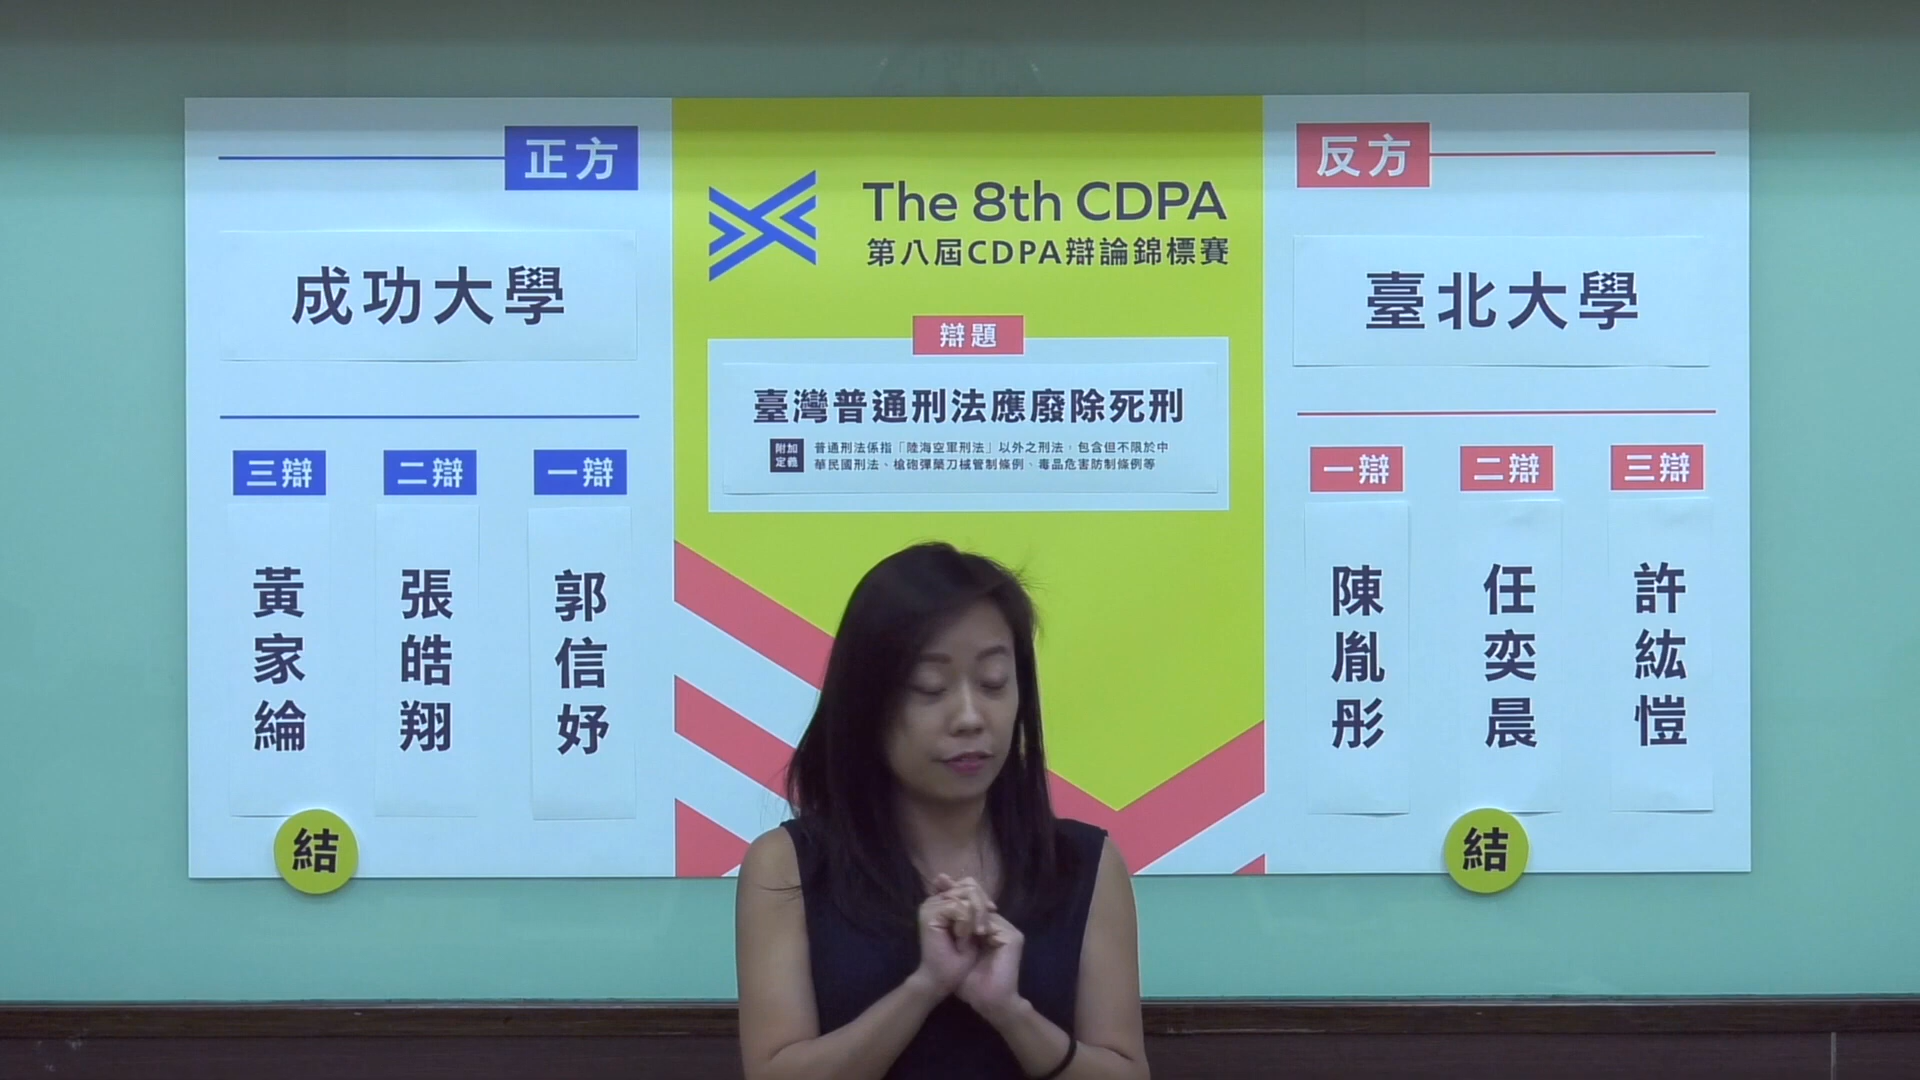 正方
成功大學
三辯
二辯
一辯
黃家綸
張皓翔
郭信妤
結
The 8th CDPA
第八屆CDPA辯論錦標賽
辯題
臺灣普通刑法應廢除死刑
附加
定義
普通刑法係指「陸海空軍刑法」以外之刑法，包含但不限於中
華民國刑法、槍砲彈藥刀械管制條例、毒品危害防制條例等
反方
臺北大學
一辯
二辯
三辯
陳胤彤
任奕晨
許紘愷
結